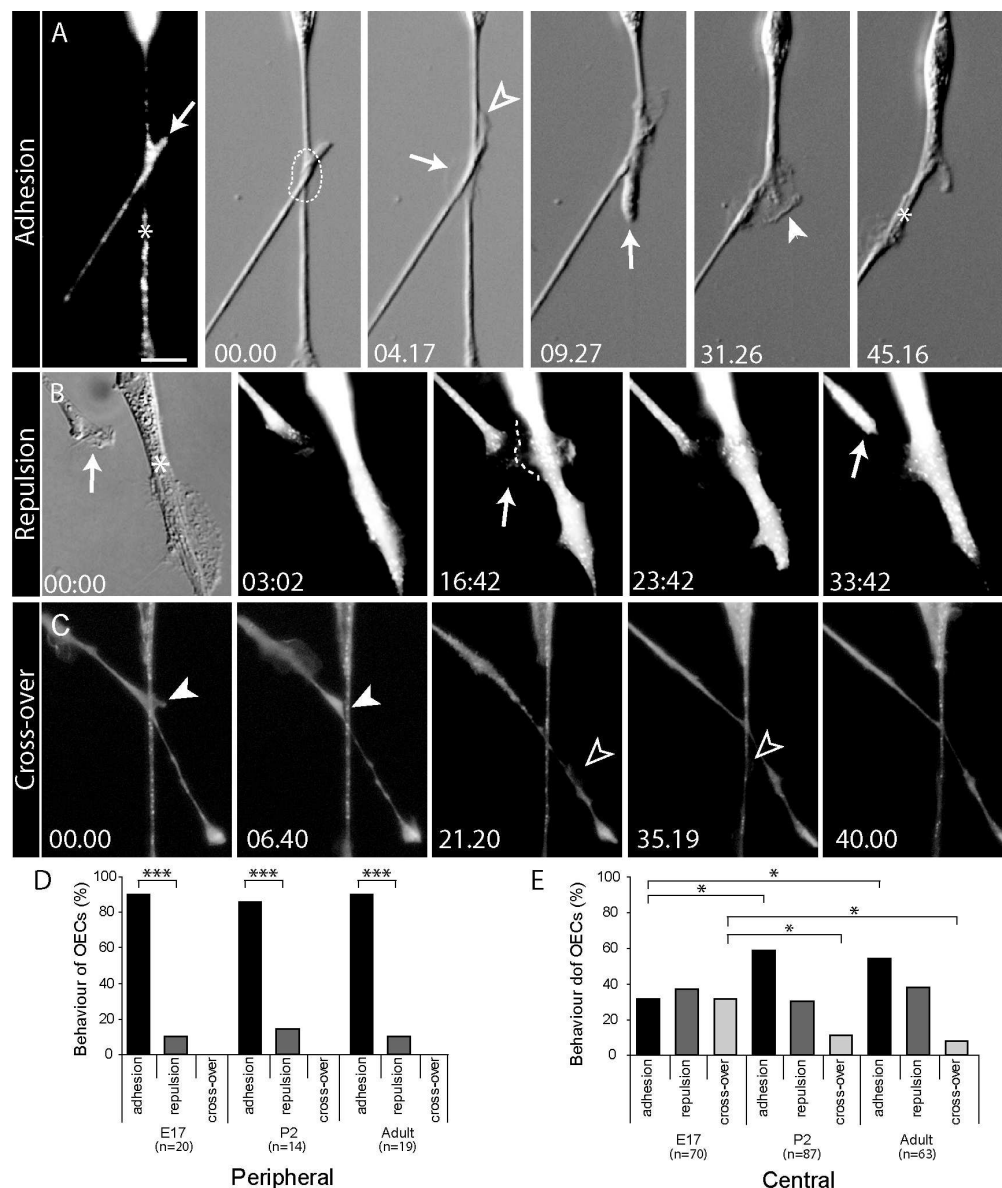 A
Adhesion
*
00.00
04.17
09.27
31.26
45.16
*
B
Repulsion
*
00:00
03:02
16:42
23:42
33:42
C
Cross-over
00.00
06.40
21.20
35.19
40.00
D
Behaviour of OECs (%)
100
80
60
40
20
0
*** *** ***
adhesion repulsion cross-over adhesion repulsion cross-over adhesion repulsion cross-over
E17 P2 Adult
(n=20) (n=14) (n=19)
Peripheral
E
Behaviour dof OECs (%)
100
80
60
40
20
0
*
*
*
*
adhesion repulsion cross-over adhesion repulsion cross-over adhesion repulsion cross-over
E17 P2 Adult
(n=70) (n=87) (n=63)
Central